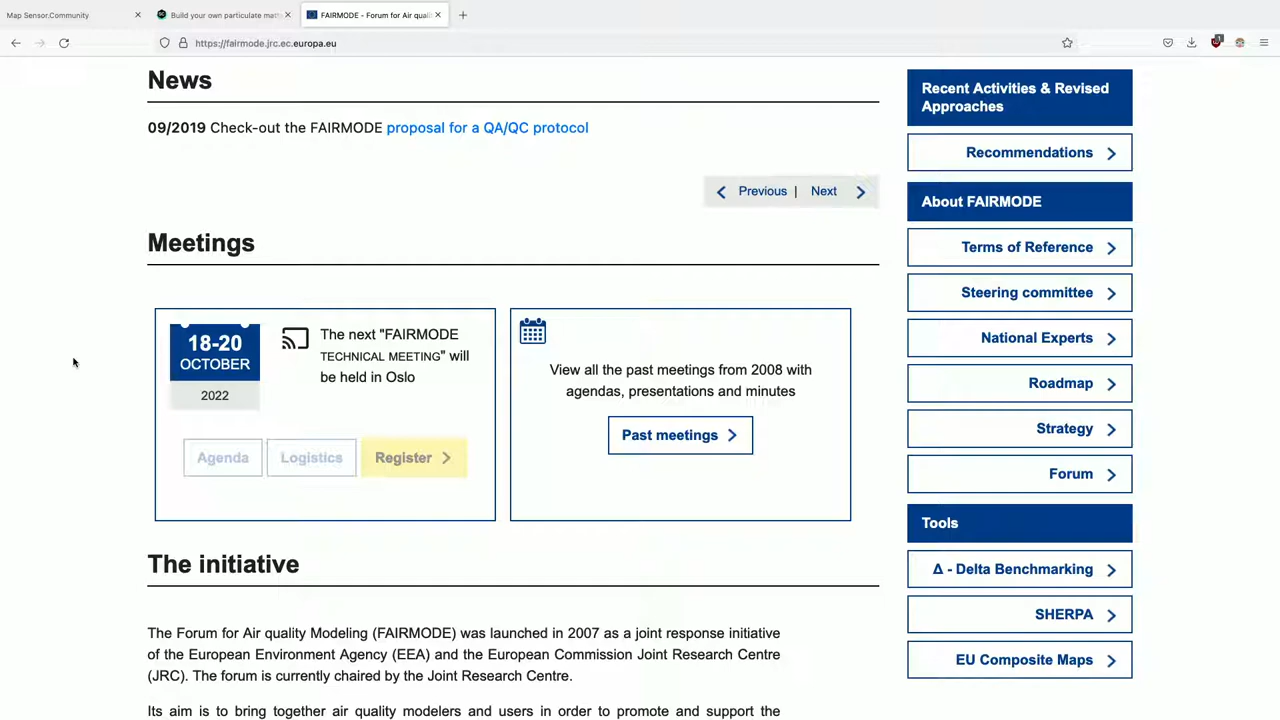 Map Sensor.Community
Build your own particulate matt
FAIRMODE - Forum for Air quali
https://fairmode.jrc.ec.europa.eu
1
News
09/2019 Check-out the FAIRMODE proposal for a QA/QC protocol
Previous | Next
Meetings
18-20
OCTOBER
2022
The next "FAIRMODE
TECHNICAL MEETING" will
be held in Oslo
Agenda
Logistics
Register
View all the past meetings from 2008 with
agendas, presentations and minutes
Past meetings
The initiative
The Forum for Air quality Modeling (FAIRMODE) was launched in 2007 as a joint response initiative
of the European Environment Agency (EEA) and the European Commission Joint Research Centre
(JRC). The forum is currently chaired by the Joint Research Centre.
Its aim is to bring together air quality modelers and users in order to promote and support the
Recent Activities & Revised
Approaches
Recommendations
About FAIRMODE
Terms of Reference
Steering committee
National Experts
Roadmap
Strategy
Forum
Tools
Δ - Delta Benchmarking
SHERPA
EU Composite Maps